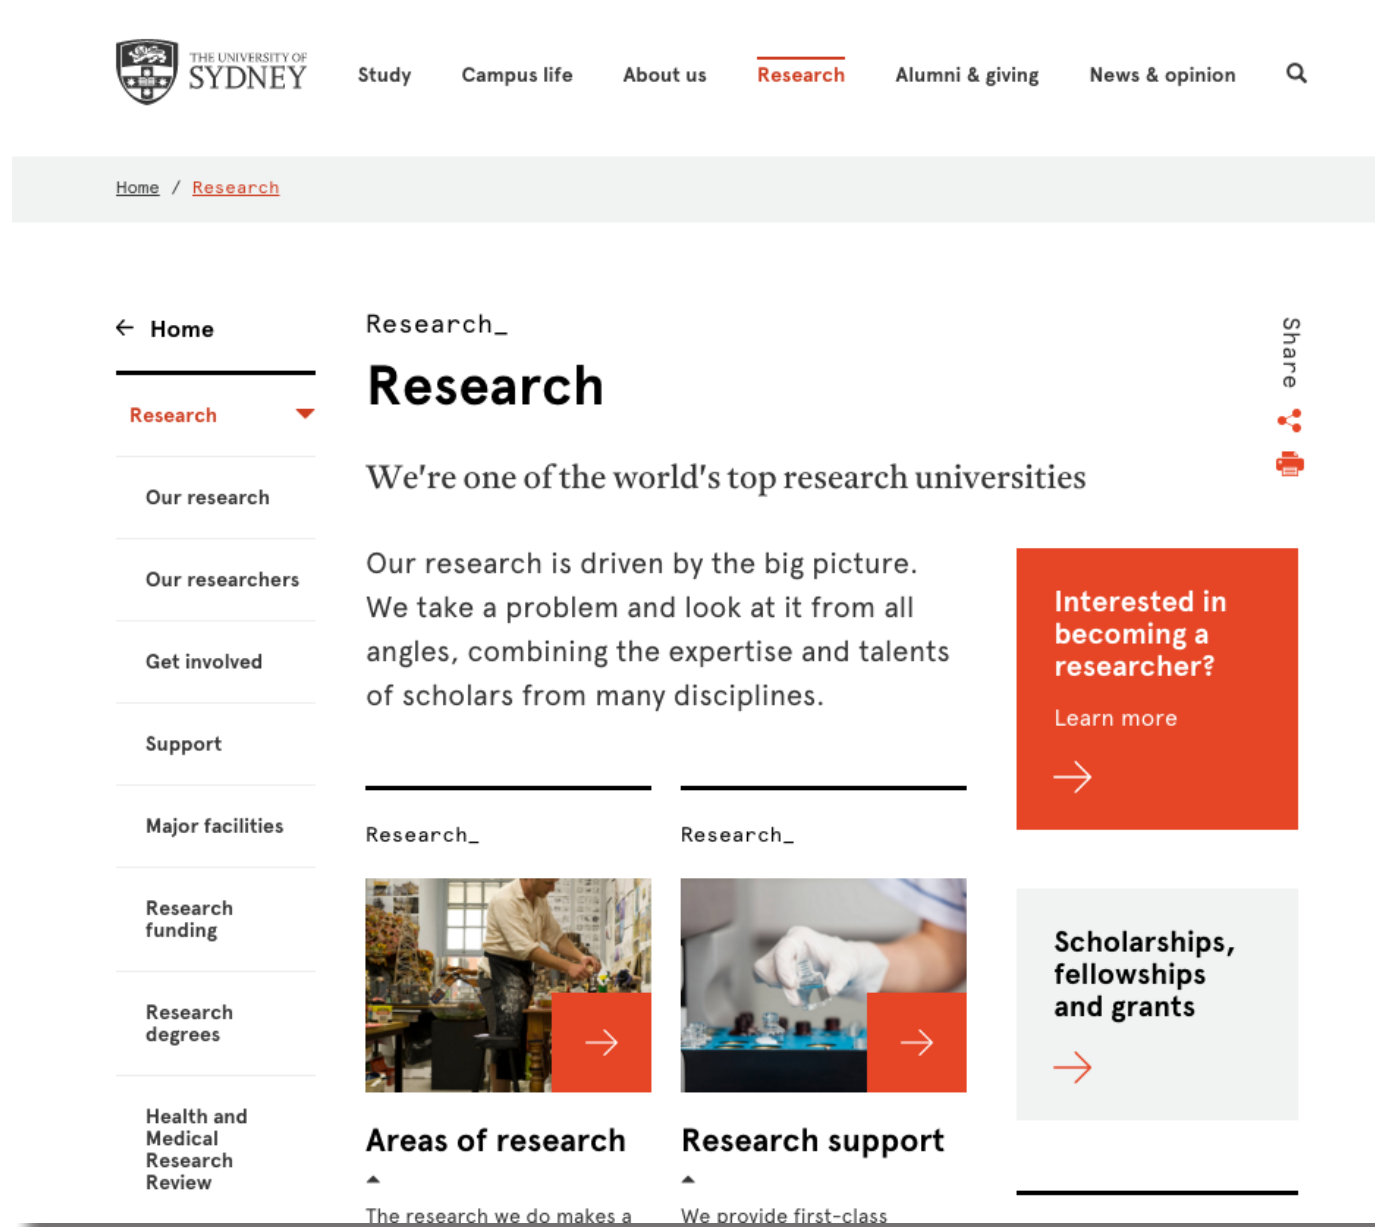 THE UNIVERSITY OF
SYDNEY
Study
Campus life
About us
Research
Alumni & giving
News & opinion
Home / Research
Home
Research
Our research
Our researchers
Get involved
Support
Major facilities
Research
funding
Research
degrees
Health and
Medical
Research
Review
Research_
Research
We're one of the world's top research universities
Our research is driven by the big picture.
We take a problem and look at it from all
angles, combining the expertise and talents
of scholars from many disciplines.
Research_
Areas of research
The research we do makes a
Research_
Research support
We provide first-class
Share
Interested in
becoming a
researcher?
Learn more
Scholarships,
fellowships
and grants